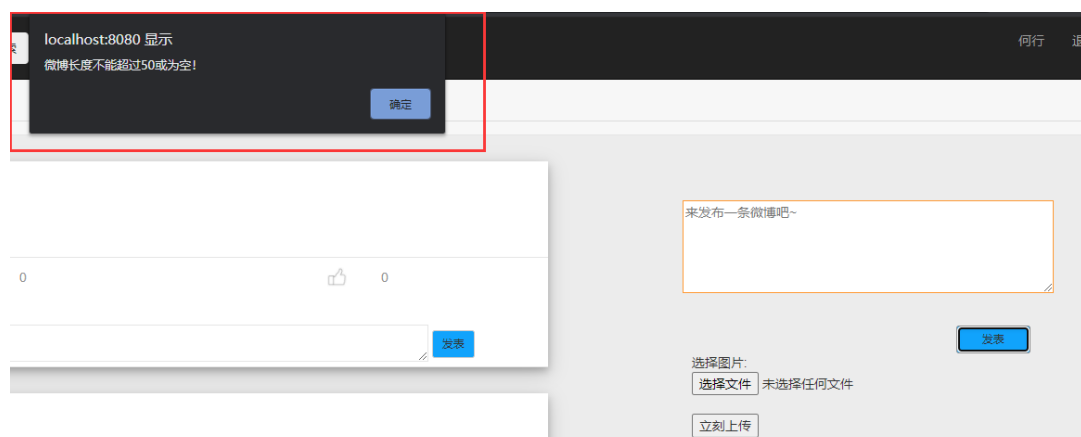 localhost:8080 显示
微博长度不能超过50或为空!
确定
何行
来发布一条微博吧~
0
0
发表
发表
选择图片:
选择文件 未选择任何文件
立刻上传